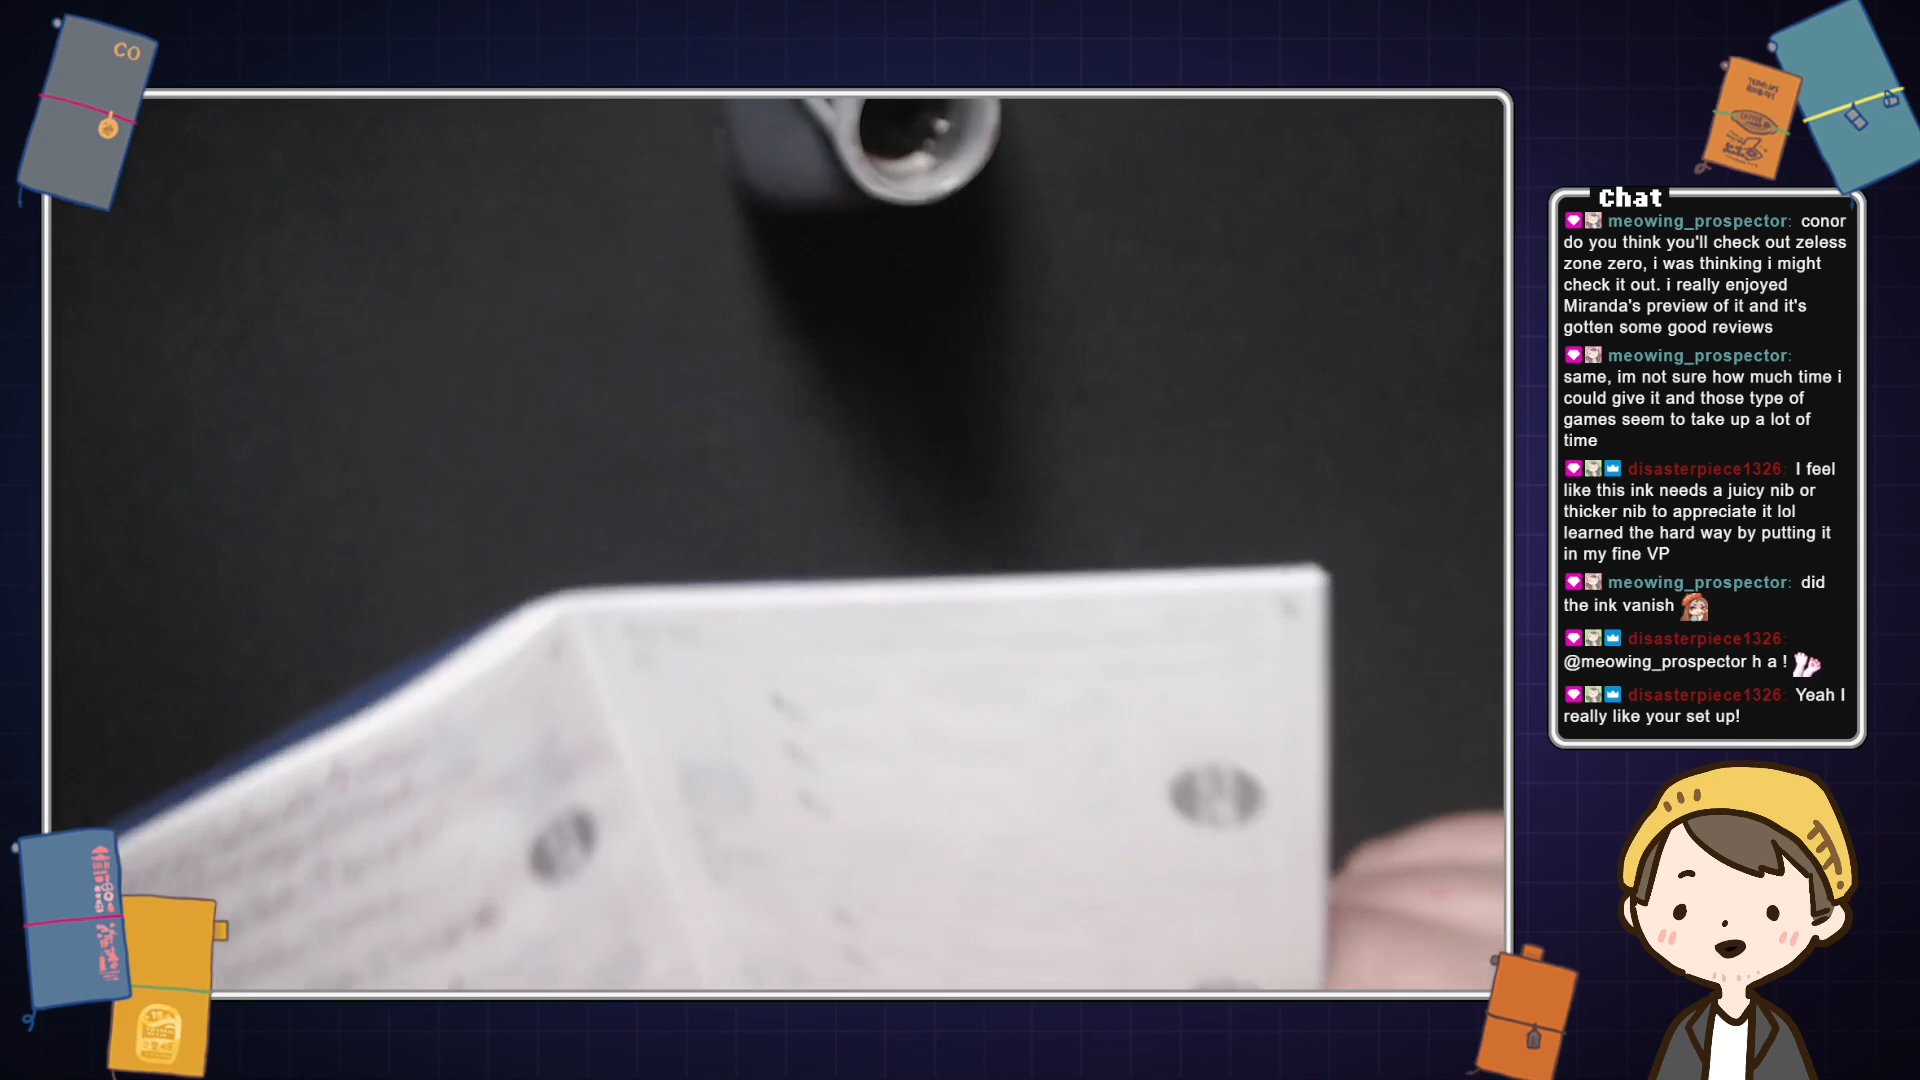 CO
chat
meowing_prospector: conor
do you think you'll check out zeless
zone zero, i was thinking i might
check it out. i really enjoyed
Miranda's preview of it and it's
gotten some good reviews
meowing_prospector:
same, im not sure how much time i
could give it and those type of
games seem to take up a lot of
time
disasterpiece1326: I feel
like this ink needs a juicy nib or
thicker nib to appreciate it lol
learned the hard way by putting it
in my fine VP
meowing_prospector: did
the ink vanish
disasterpiece1326:
@meowing_prospector h a !
disasterpiece1326: Yeah I
really like your set up!